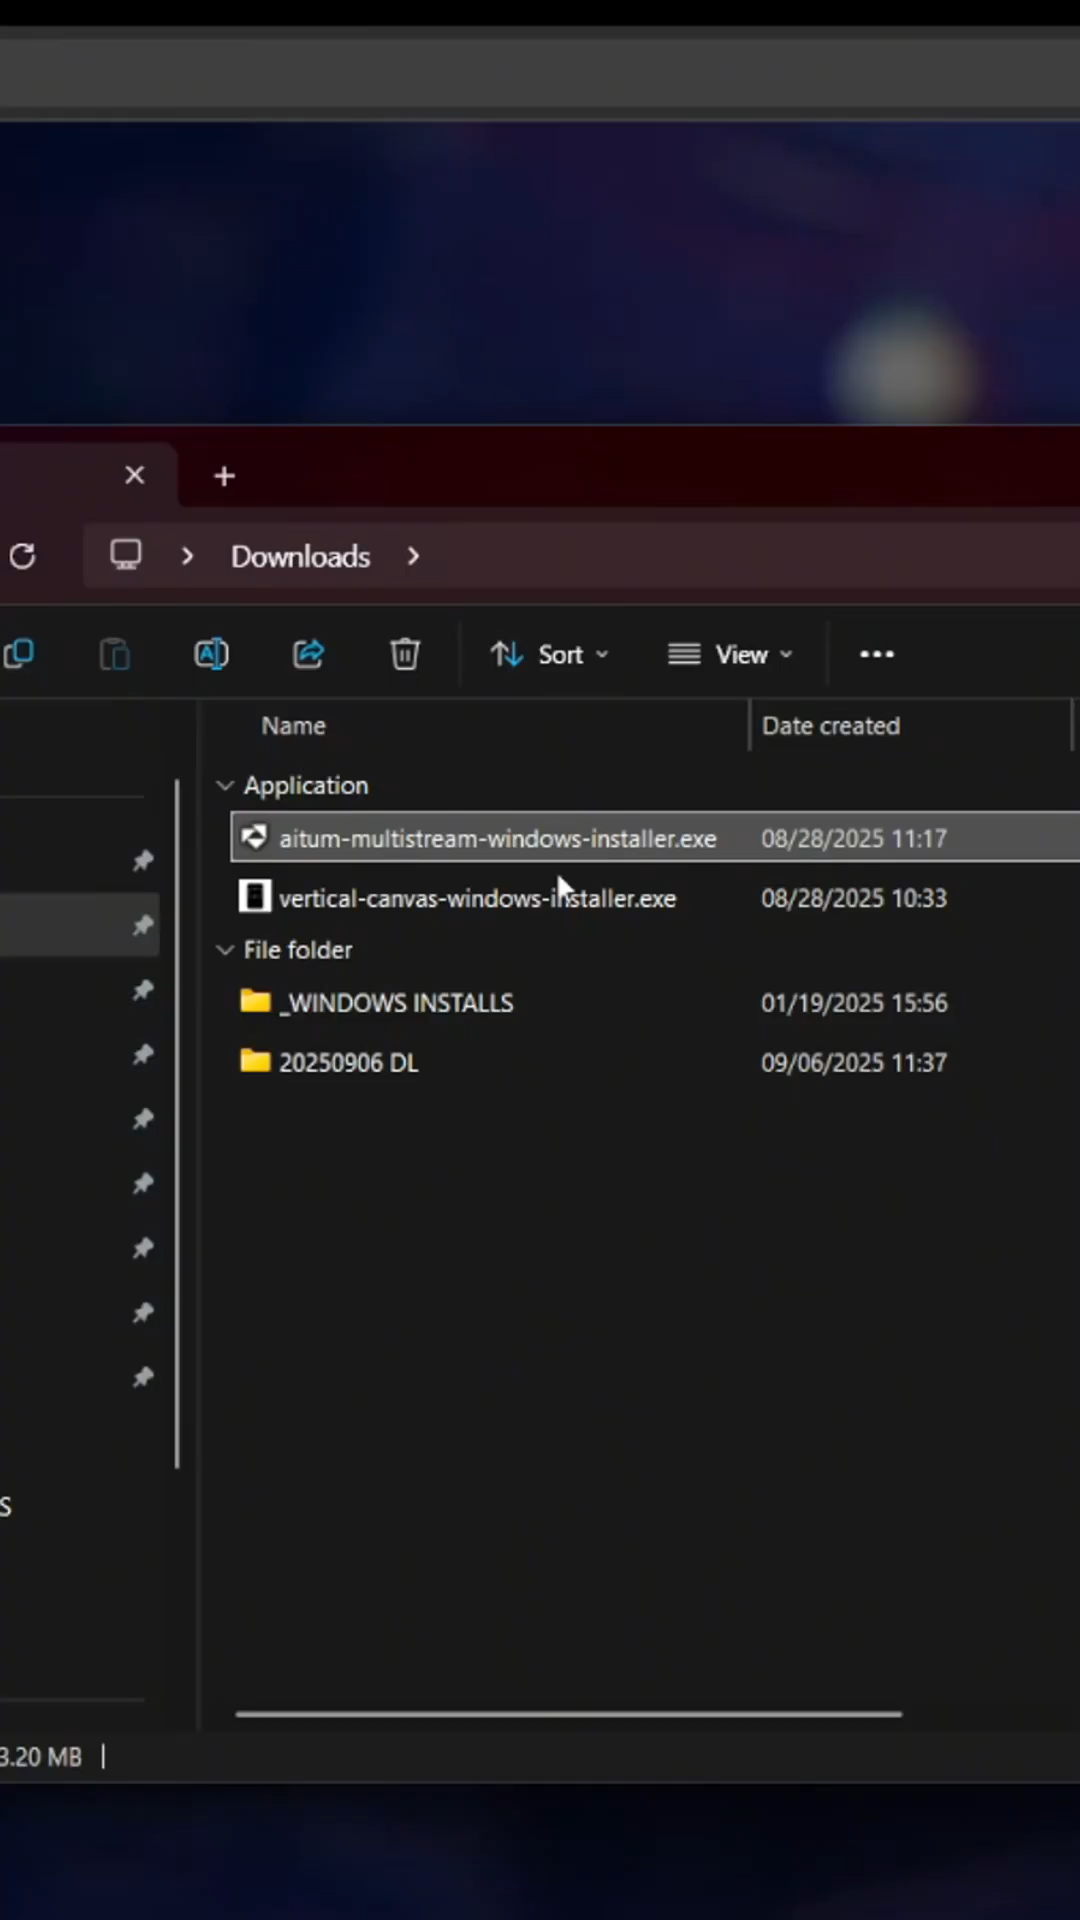 Downloads
Sort
View
Name
Date created
Application
aitum-multistream-windows-installer.exe 08/28/2025 11:17
vertical-canvas-windows-installer.exe 08/28/2025 10:33
File folder
_WINDOWS INSTALLS 01/19/2025 15:56
20250906 DL 09/06/2025 11:37
S
3.20 MB